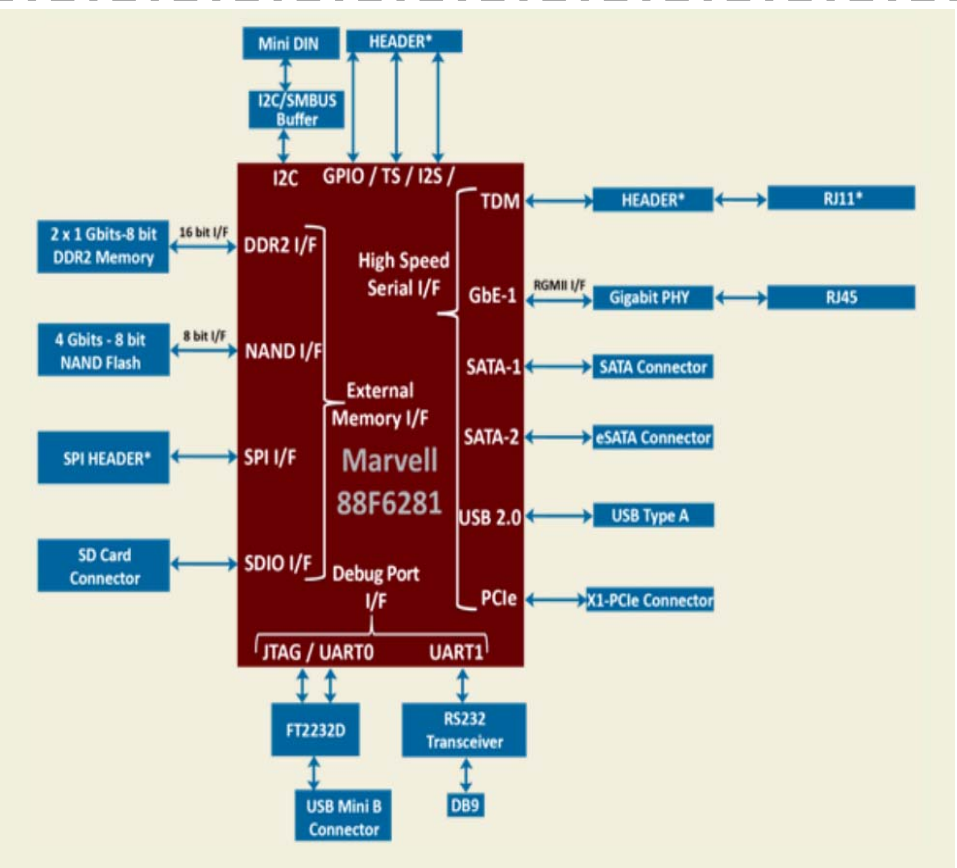 Mini DIN
HEADER*
I2C/SMBUS
Buffer
I2C
GPIO / TS / I2S /
TDM
HEADER*
RJ11*
2 x 1 Gbits-8 bit
DDR2 Memory
16 bit I/F
DDR2 I/F
High Speed
Serial I/F
GbE-1
RGMII I/F
Gigabit PHY
RJ45
4 Gbits - 8 bit
NAND Flash
8 bit I/F
NAND I/F
SATA-1
SATA Connector
External
Memory I/F
SATA-2
eSATA Connector
SPI HEADER*
SPI I/F
Marvell
88F6281
USB 2.0
USB Type A
SD Card
Connector
SDIO I/F
Debug Port
I/F
PCIe
X1-PCIe Connector
JTAG / UART0
UART1
FT2232D
RS232
Transceiver
USB Mini B
Connector
DB9